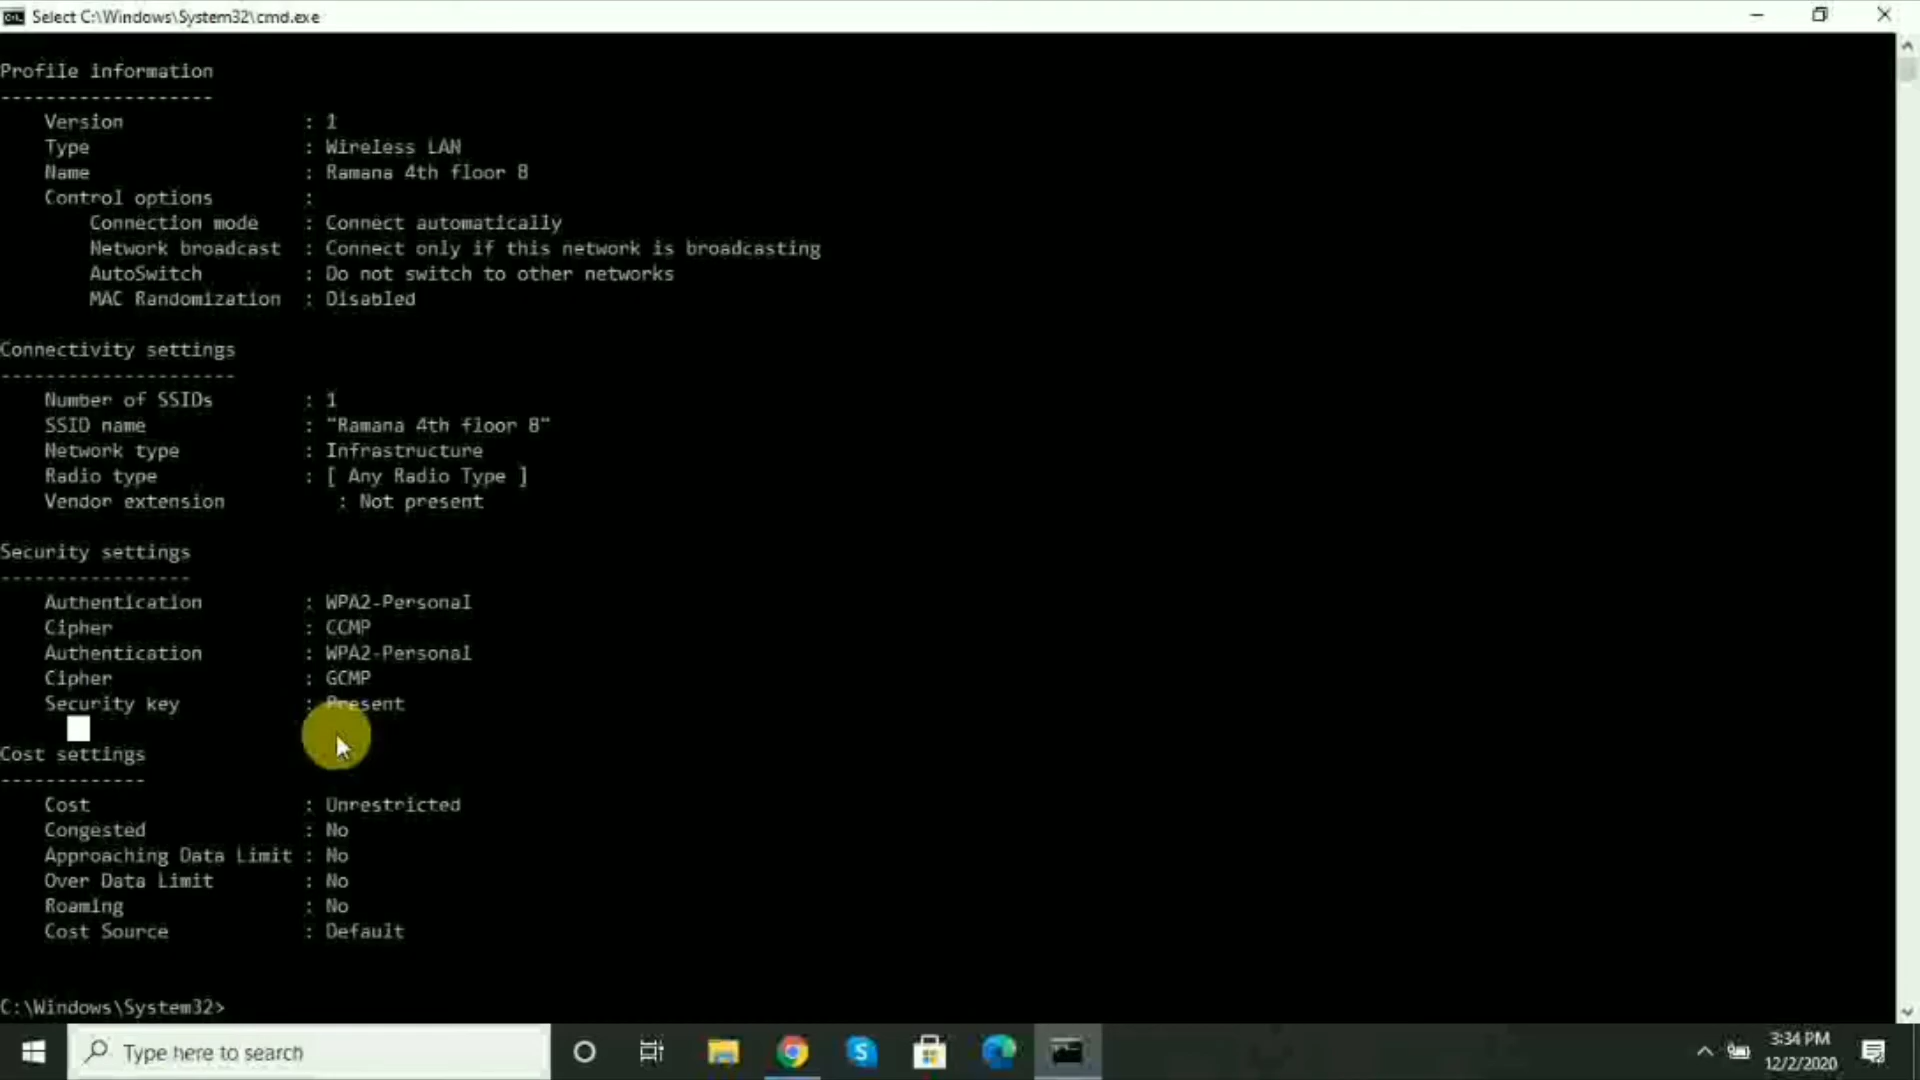 Select C:\Windows\System32\cmd.exe
Profile information
-------------------
Version : 1
Type : Wireless LAN
Name : Ramana 4th floor 8
Control options :
Connection mode : Connect automatically
Network broadcast : Connect only if this network is broadcasting
AutoSwitch : Do not switch to other networks
MAC Randomization : Disabled
Connectivity settings
---------------------
Number of SSIDs : 1
SSID name : "Ramana 4th floor 8"
Network type : Infrastructure
Radio type : [ Any Radio Type ]
Vendor extension : Not present
Security settings
-----------------
Authentication : WPA2-Personal
Cipher : CCMP
Authentication : WPA2-Personal
Cipher : GCMP
Security key : Present
Cost settings
-------------
Cost : Unrestricted
Congested : No
Approaching Data Limit : No
Over Data Limit : No
Roaming : No
Cost Source : Default
C:\Windows\System32>
Type here to search
3:34 PM
12/2/2020